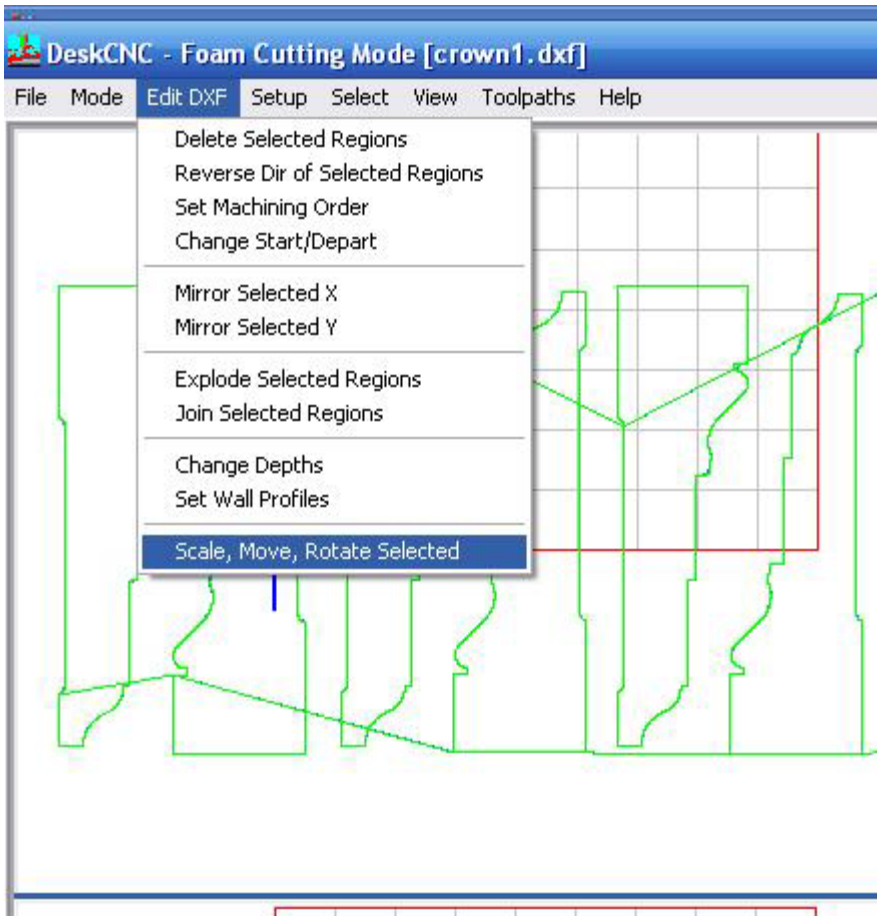 DeskCNC - Foam Cutting Mode [crown1.dxf]
File Mode Edit DXF Setup Select View Toolpaths Help
Delete Selected Regions
Reverse Dir of Selected Regions
Set Machining Order
Change Start/Depart
Mirror Selected X
Mirror Selected Y
Explode Selected Regions
Join Selected Regions
Change Depths
Set Wall Profiles
Scale, Move, Rotate Selected